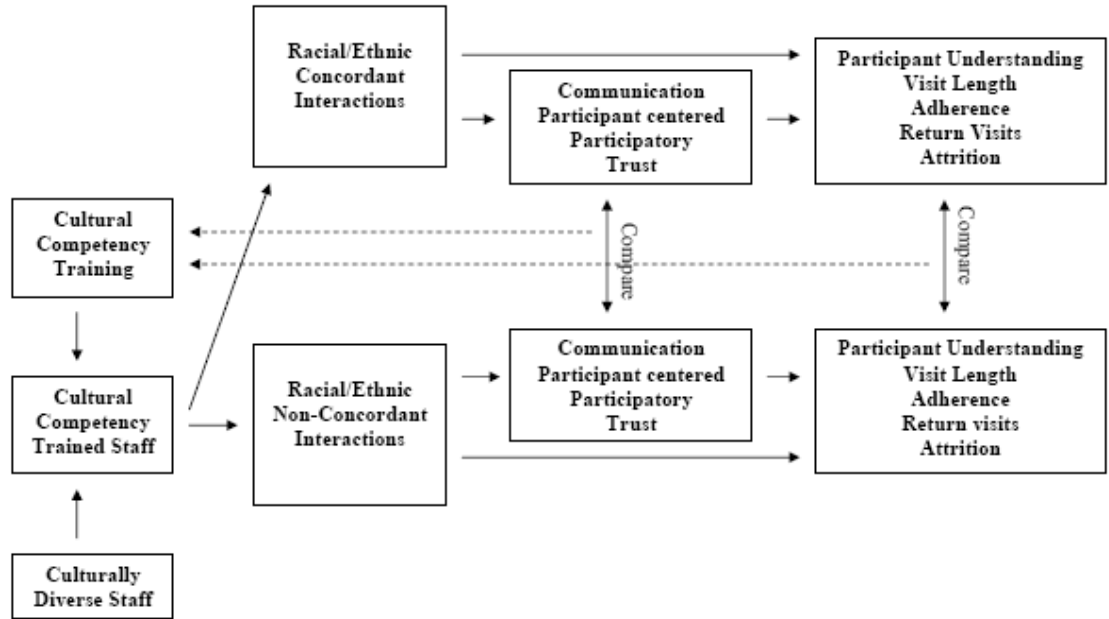 Racial/Ethnic
Concordant
Interactions
Communication
Participant centered
Participatory
Trust
Participant Understanding
Visit Length
Adherence
Return Visits
Attrition
Cultural
Competency
Training
Compare
Compare
Cultural
Competency
Trained Staff
Racial/Ethnic
Non-Concordant
Interactions
Communication
Participant centered
Participatory
Trust
Participant Understanding
Visit Length
Adherence
Return visits
Attrition
Culturally
Diverse Staff